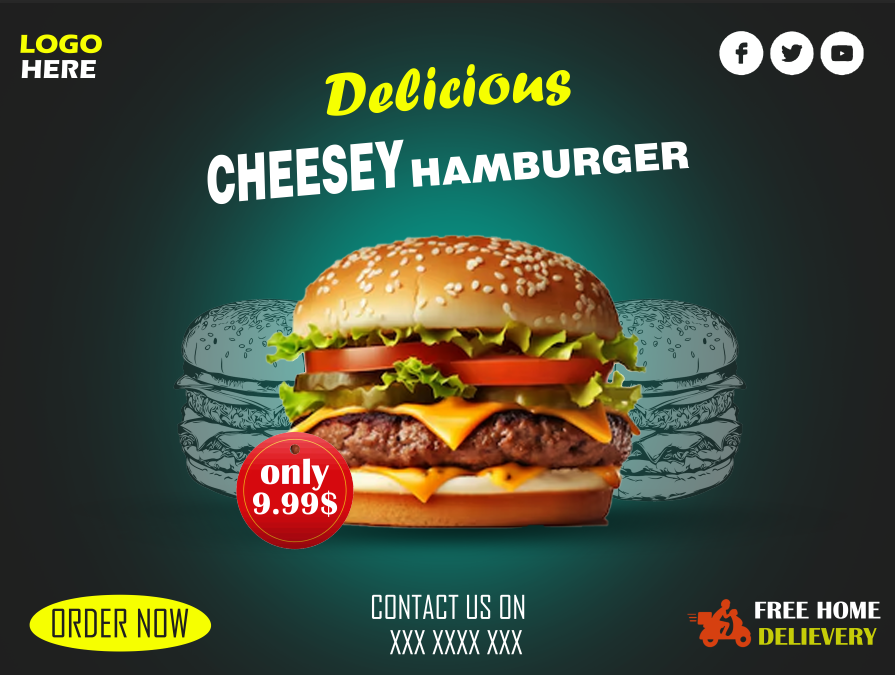 LOGO
HERE
Delicious
CHEESEY HAMBURGER
only
9.99$
ORDER NOW
CONTACT US ON
XXX XXXX XXX
FREE HOME
DELIEVERY